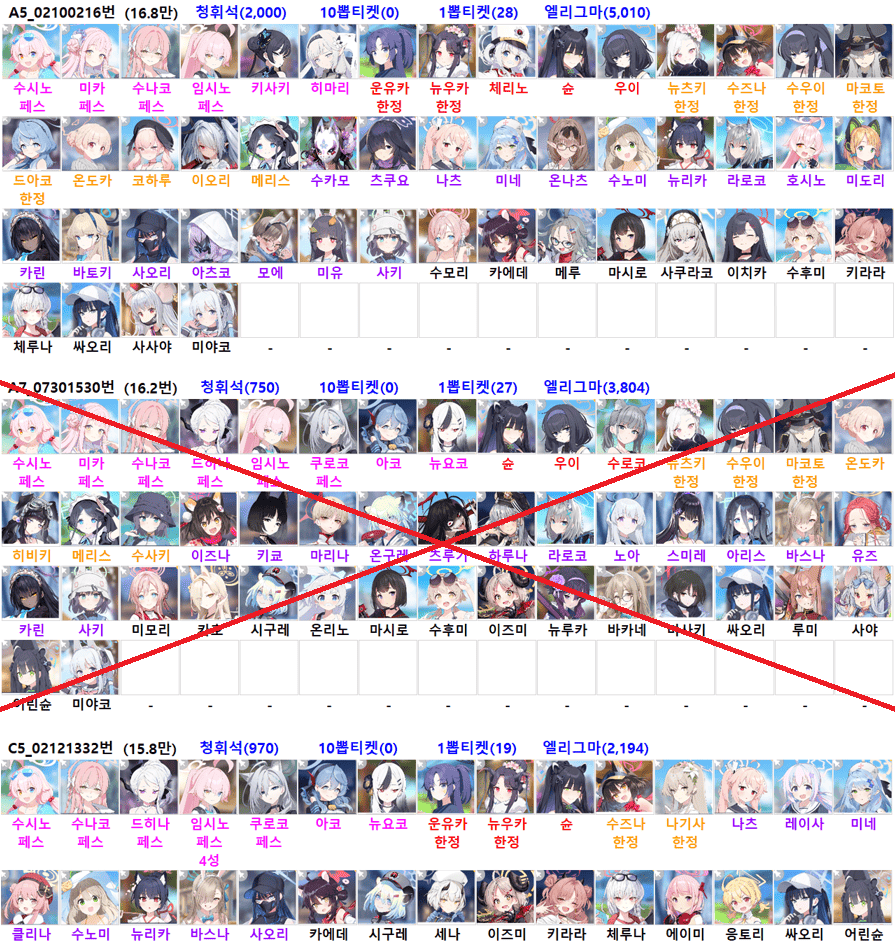 A5_02100216번 (16.8만) 청휘석(2,000) 10뽑티켓(0) 1뽑티켓(28) 엘리그마(5,010)
수시노 미카 수나코 임시노 키사키 히마리 운유카 뉴우카 체리노 슌 우이 뉴츠키 수즈나 수우이 마코토
페스 페스 페스 페스 한정 한정 한정 한정 한정 한정
드아코 온도카 코하루 이오리 메리스 수카모 츠쿠요 나츠 미네 온나츠 수노미 뉴리카 라로코 호시노 미도리
한정
카린 바토키 사오리 아츠코 모에 미유 사키 수모리 카에데 메루 마시로 사쿠라코 이치카 수후미 키라라
체루나 싸오리 사사야 미야코 - - - - - - - - - - -
A7_07301530번 (16.2만) 청휘석(750) 10뽑티켓(0) 1뽑티켓(27) 엘리그마(3,804)
수시노 미카 수나코 드히나 임시노 쿠로코 아코 뉴요코 슌 우이 수로코 뉴츠키 수우이 마코토 온도카
페스 페스 페스 페스 페스 페스 한정 한정 한정
히비키 메리스 수사키 이즈나 키쿄 마리나 온구레 츠루기 하루나 라로코 노아 스미레 아리스 바스나 유즈
카린 사키 미모리 시구레 온리노 마시로 수후미 이즈미 뉴루카 바카네 싸오리 루미 사야
어린슌 미야코 - - - - - - - - - - - - -
C5_02121332번 (15.8만) 청휘석(970) 10뽑티켓(0) 1뽑티켓(19) 엘리그마(2,194)
수시노 수나코 드히나 임시노 쿠로코 아코 뉴요코 운유카 뉴우카 슌 수즈나 나기사 나츠 레이사 미네
페스 페스 페스 페스 페스 한정 한정 한정 한정
4성
클리나 수노미 뉴리카 바스나 사오리 카에데 시구레 세나 이즈미 키라라 체루나 에이미 응토리 싸오리 어린슌